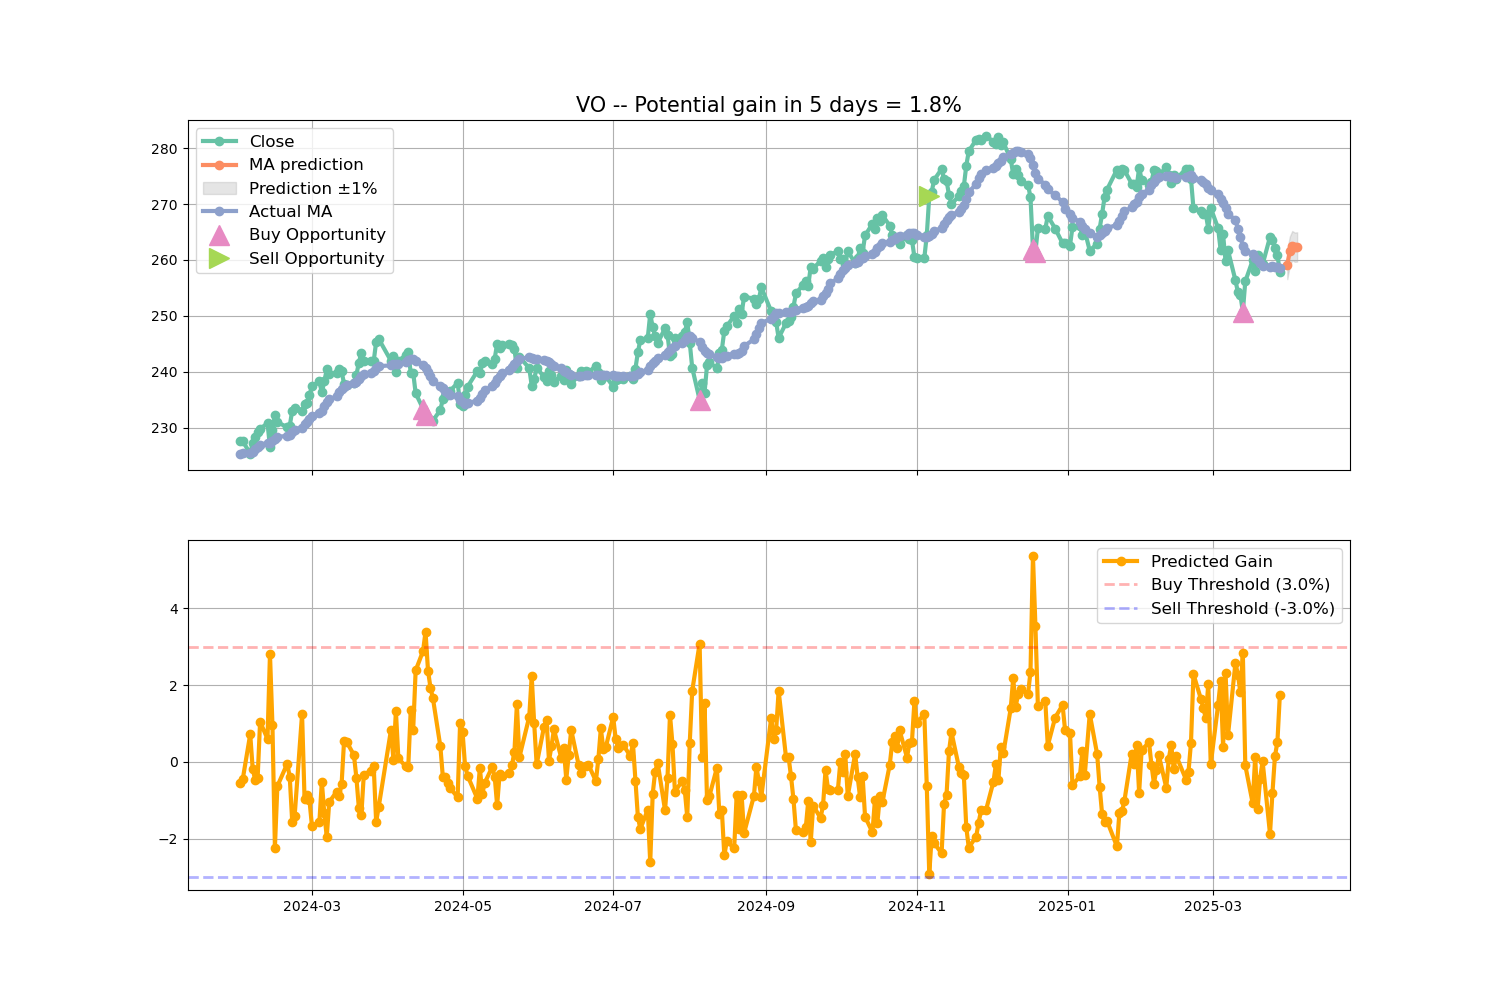 VO -- Potential gain in 5 days = 1.8%
Close
MA prediction
Prediction ±1%
Actual MA
Buy Opportunity
Sell Opportunity
280
270
260
250
240
230
Predicted Gain
Buy Threshold (3.0%)
Sell Threshold (-3.0%)
4
2
0
−2
2024-03 2024-05 2024-07 2024-09 2024-11 2025-01 2025-03